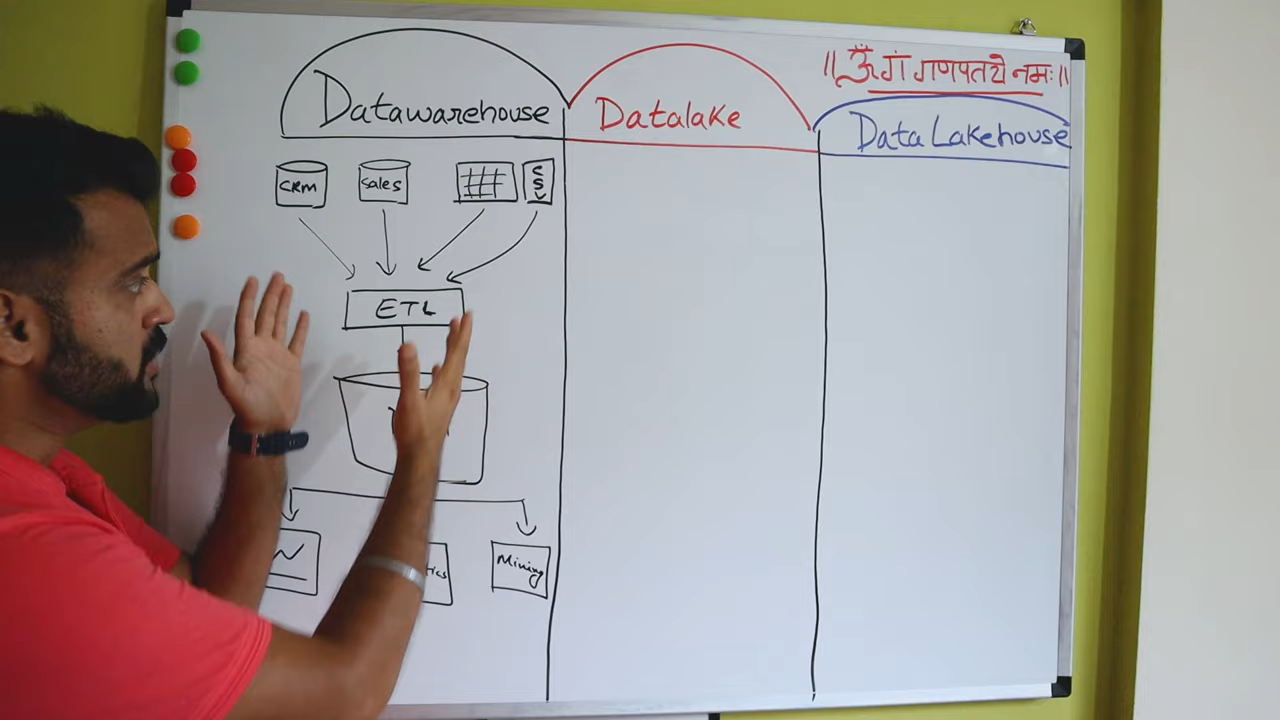 ॥ ॐ गं गणपतये नमः ॥
Datawarehouse
Datalake
Data Lakehouse
CRM
Sales
CSV
ETL
Mining